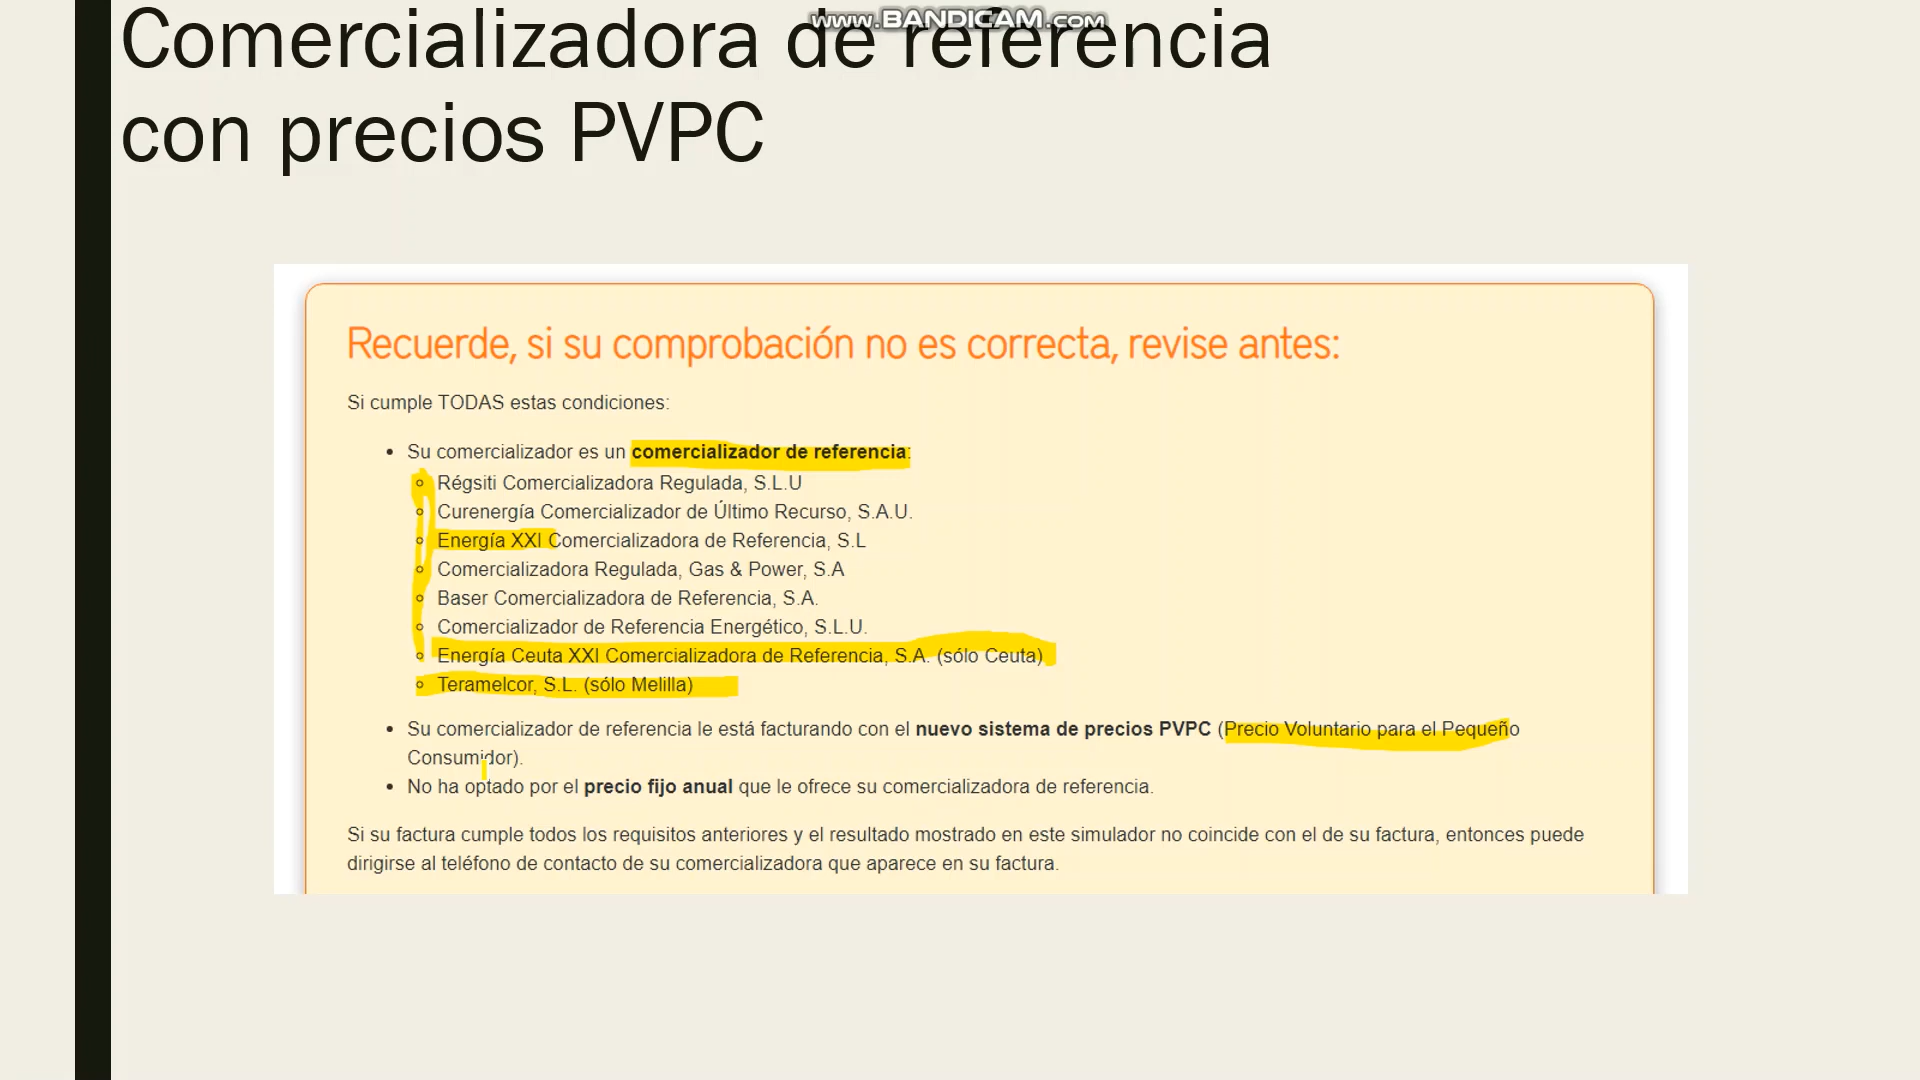 www.BANDICAM.com
Comercializadora de referencia
con precios PVPC
Recuerde, si su comprobación no es correcta, revise antes:
Si cumple TODAS estas condiciones:
• Su comercializador es un comercializador de referencia:
○ Régsiti Comercializadora Regulada, S.L.U
○ Curenergía Comercializador de Último Recurso, S.A.U.
○ Energía XXI Comercializadora de Referencia, S.L
○ Comercializadora Regulada, Gas & Power, S.A
○ Baser Comercializadora de Referencia, S.A.
○ Comercializador de Referencia Energético, S.L.U.
○ Energía Ceuta XXI Comercializadora de Referencia, S.A. (sólo Ceuta)
○ Teramelcor, S.L. (sólo Melilla)
• Su comercializador de referencia le está facturando con el nuevo sistema de precios PVPC (Precio Voluntario para el Pequeño
Consumidor).
• No ha optado por el precio fijo anual que le ofrece su comercializadora de referencia.
Si su factura cumple todos los requisitos anteriores y el resultado mostrado en este simulador no coincide con el de su factura, entonces puede
dirigirse al teléfono de contacto de su comercializadora que aparece en su factura.